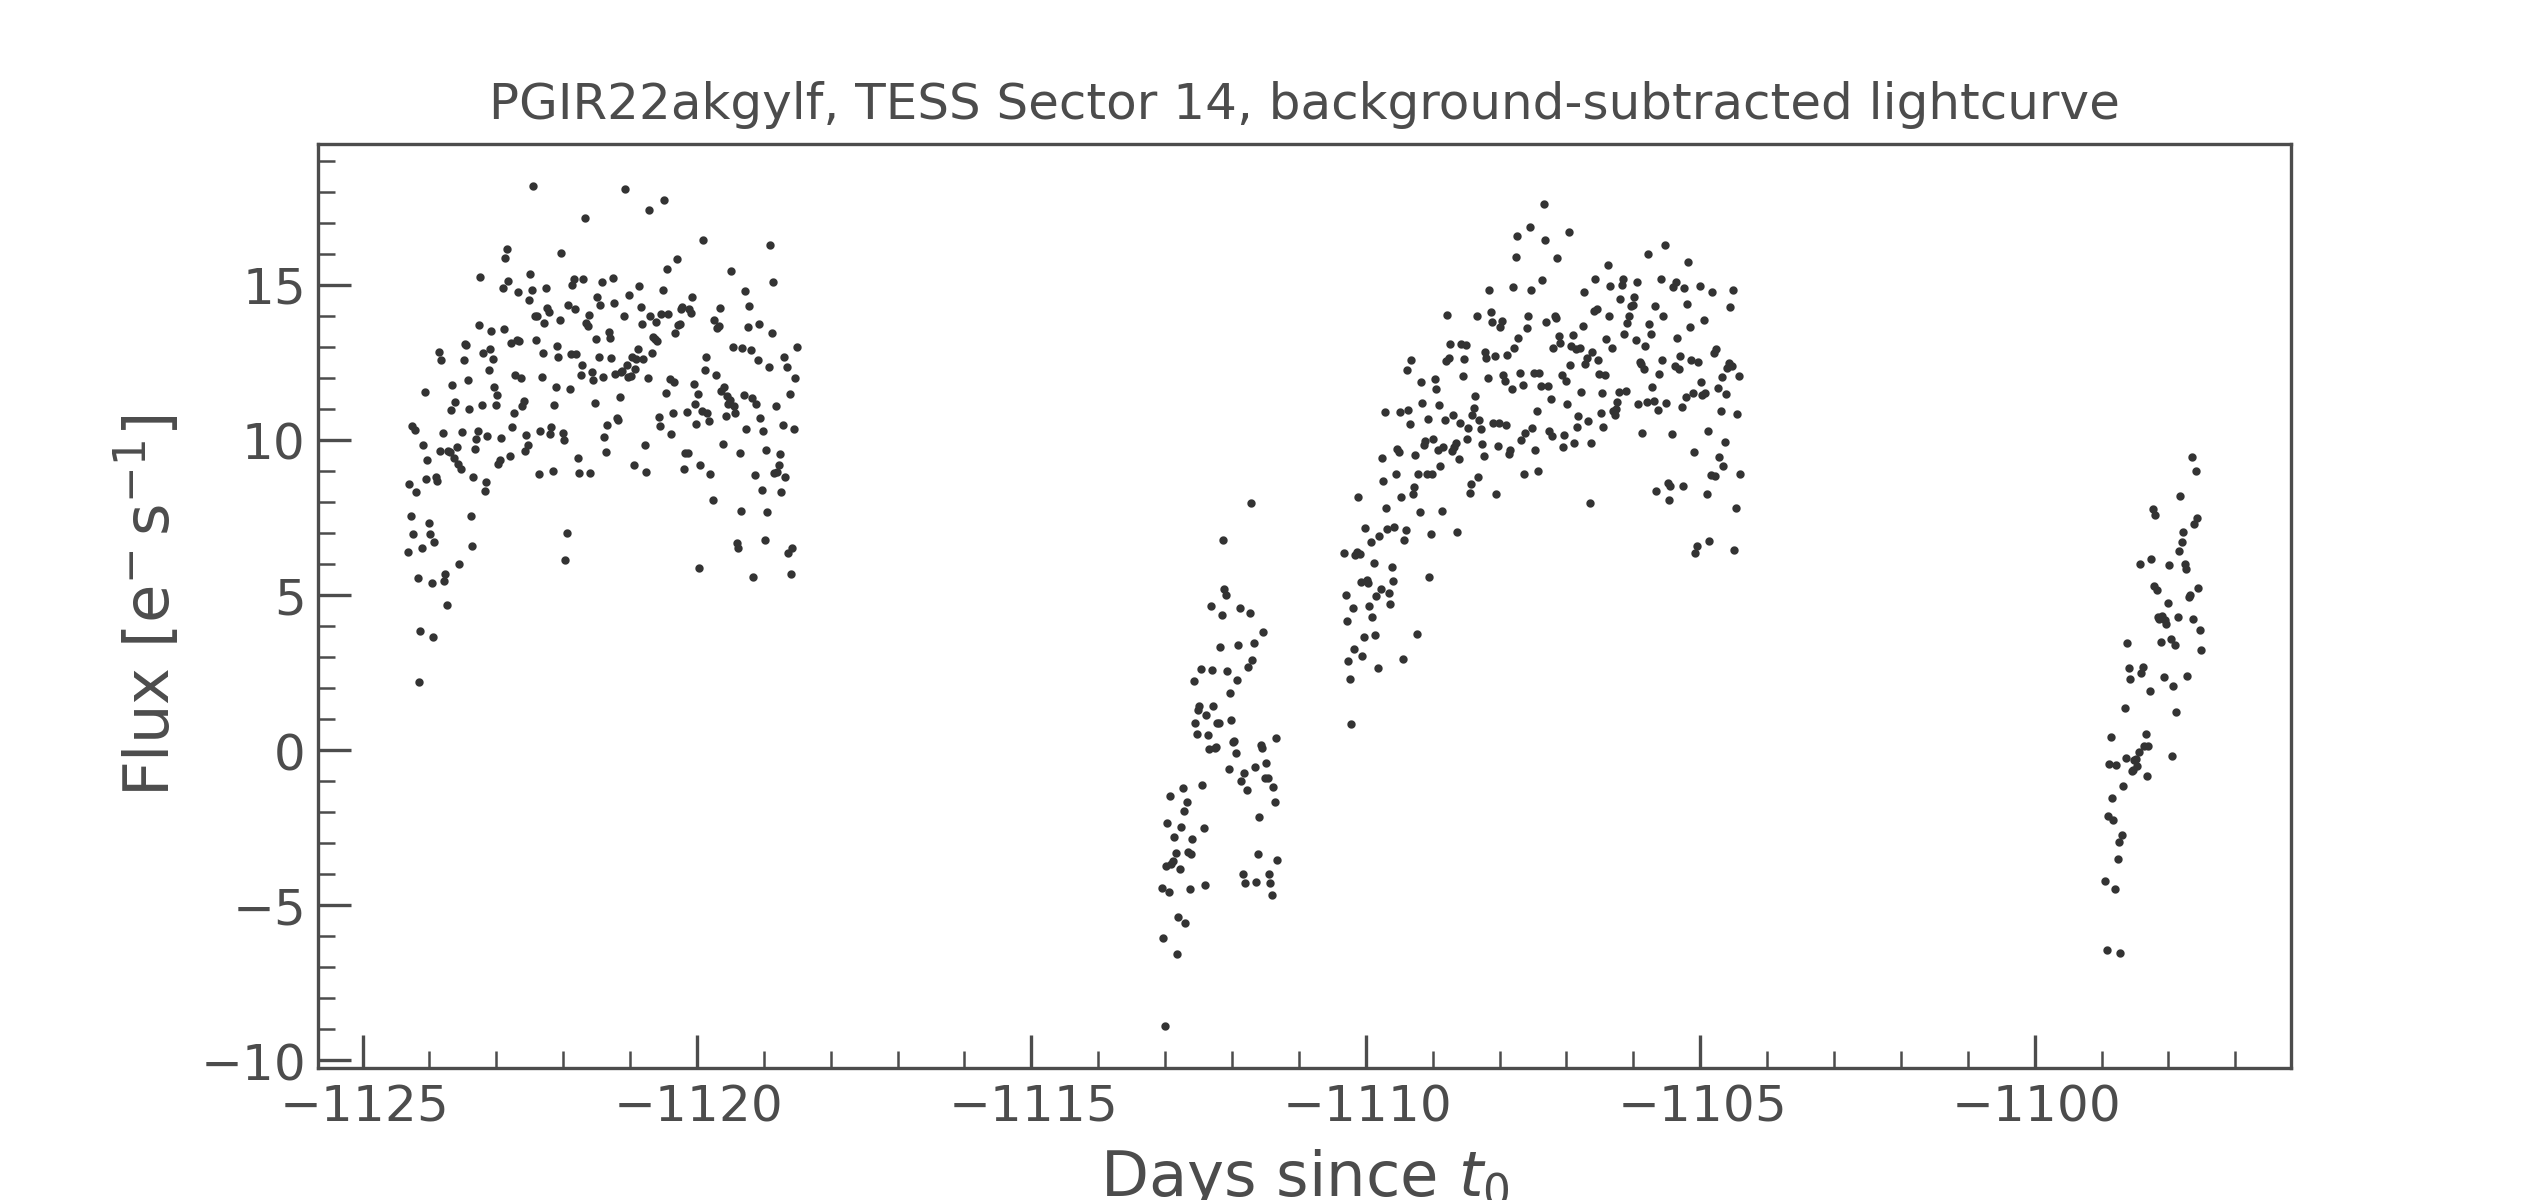 PGIR22akgylf, TESS Sector 14, background-subtracted lightcurve
Flux [e⁻ s⁻¹]
15
10
5
0
−5
−10
−1125 −1120 −1115 −1110 −1105 −1100
Days since t₀